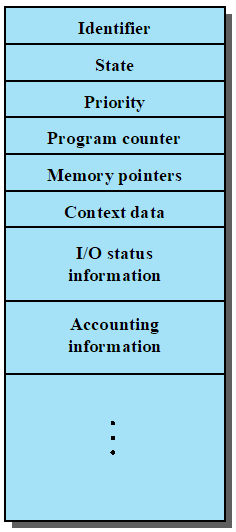 Identifier
State
Priority
Program counter
Memory pointers
Context data
I/O status
information
Accounting
information